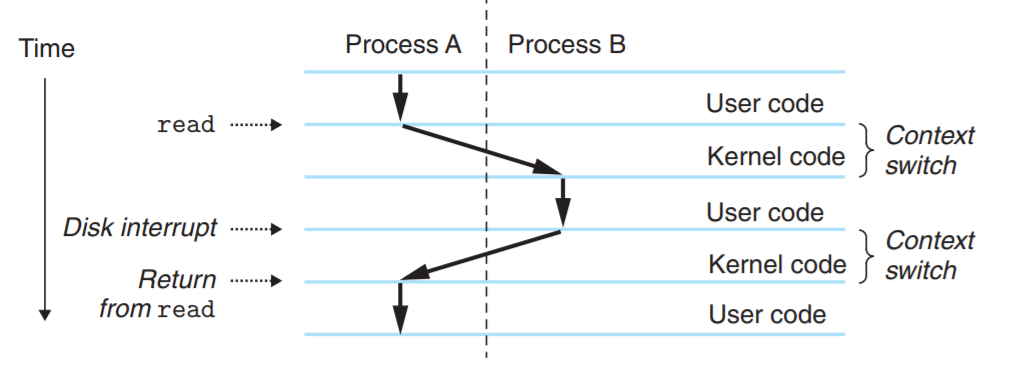 Time
Process A
Process B
User code
read
Context
switch
Kernel code
User code
Disk interrupt
Context
switch
Kernel code
Return
from read
User code